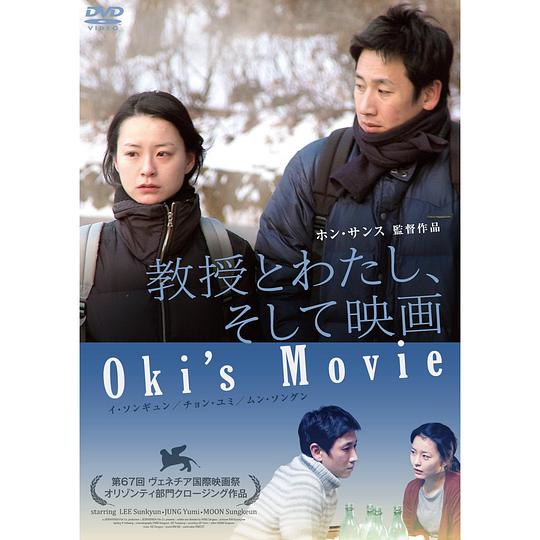 DVD
VIDEO
ホン・サンス 監督作品
教授とわたし、
そして映画
Oki's Movie
イ・ソンギュン／チョン・ユミ／ムン・ソングン
第67回 ヴェネチア国際映画祭
オリゾンティ部門クロージング作品
starring LEE Sunkyun・JUNG Yumi・MOON Sungkeun